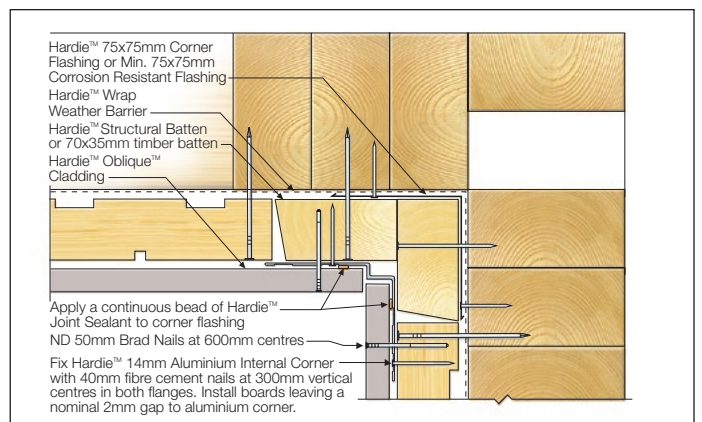 Hardie™ 75x75mm Corner
Flashing or Min. 75x75mm
Corrosion Resistant Flashing
Hardie™ Wrap
Weather Barrier
Hardie™ Structural Batten
or 70x35mm timber batten
Hardie™ Oblique™
Cladding
Apply a continuous bead of Hardie™
Joint Sealant to corner flashing
ND 50mm Brad Nails at 600mm centres
Fix Hardie™ 14mm Aluminium Internal Corner
with 40mm fibre cement nails at 300mm vertical
centres in both flanges. Install boards leaving a
nominal 2mm gap to aluminium corner.